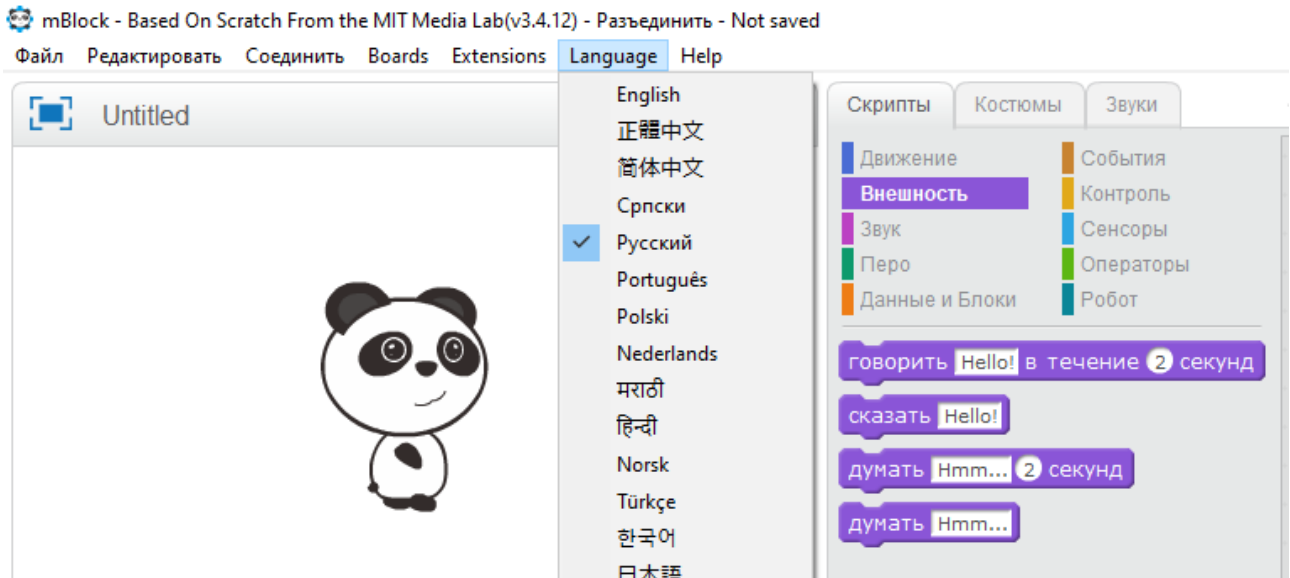 mBlock - Based On Scratch From the MIT Media Lab(v3.4.12) - Разъединить - Not saved
Файл Редактировать Соединить Boards Extensions Language Help
Untitled
English
正體中文
简体中文
Српски
Русский
Português
Polski
Nederlands
मराठी
हिन्दी
Norsk
Türkçe
한국어
日本語
Скрипты Костюмы Звуки
Движение События
Внешность Контроль
Звук Сенсоры
Перо Операторы
Данные и Блоки Робот
говорить Hello! в течение 2 секунд
сказать Hello!
думать Hmm... 2 секунд
думать Hmm...